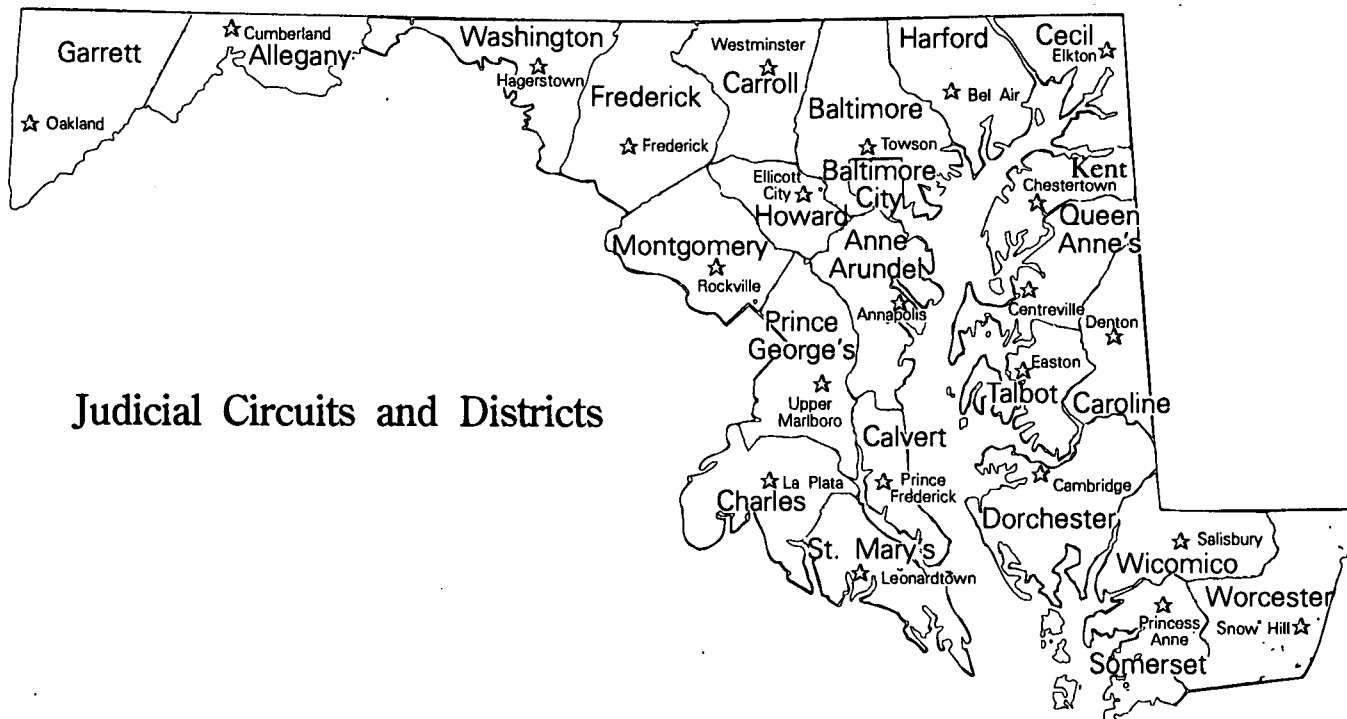 Garrett
Oakland
Cumberland
Allegany
Washington
Hagerstown
Frederick
Frederick
Westminster
Carroll
Baltimore
Towson
Baltimore
City
Harford
Bel Air
Cecil
Elkton
Kent
Chestertown
Queen
Anne's
Centreville
Ellicott
City
Howard
Montgomery
Rockville
Anne
Arundel
Annapolis
Prince
George's
Upper
Marlboro
Denton
Caroline
Easton
Talbot
Judicial Circuits and Districts
Calvert
Prince
Frederick
La Plata
Charles
St. Mary's
Leonardtown
Cambridge
Dorchester
Salisbury
Wicomico
Worcester
Snow Hill
Princess
Anne
Somerset